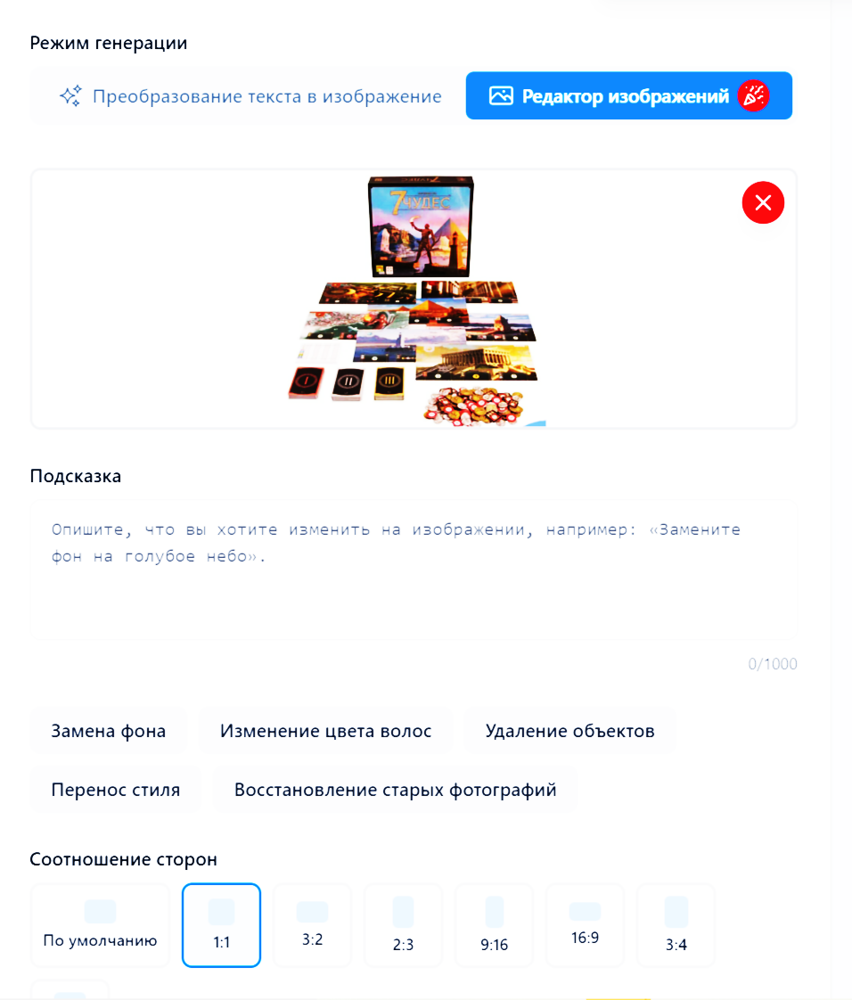 Режим генерации
Преобразование текста в изображение
Редактор изображений
7 ЧУДЕС
I
II
III
Подсказка
Опишите, что вы хотите изменить на изображении, например: «Замените
фон на голубое небо».
0/1000
Замена фона
Изменение цвета волос
Удаление объектов
Перенос стиля
Восстановление старых фотографий
Соотношение сторон
По умолчанию
1:1
3:2
2:3
9:16
16:9
3:4